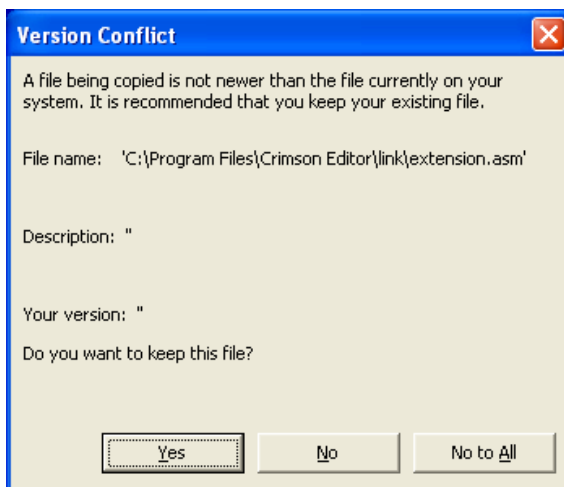 Version Conflict
A file being copied is not newer than the file currently on your
system. It is recommended that you keep your existing file.
File name: 'C:\Program Files\Crimson Editor\link\extension.asm'
Description: "
Your version: "
Do you want to keep this file?
Yes No No to All